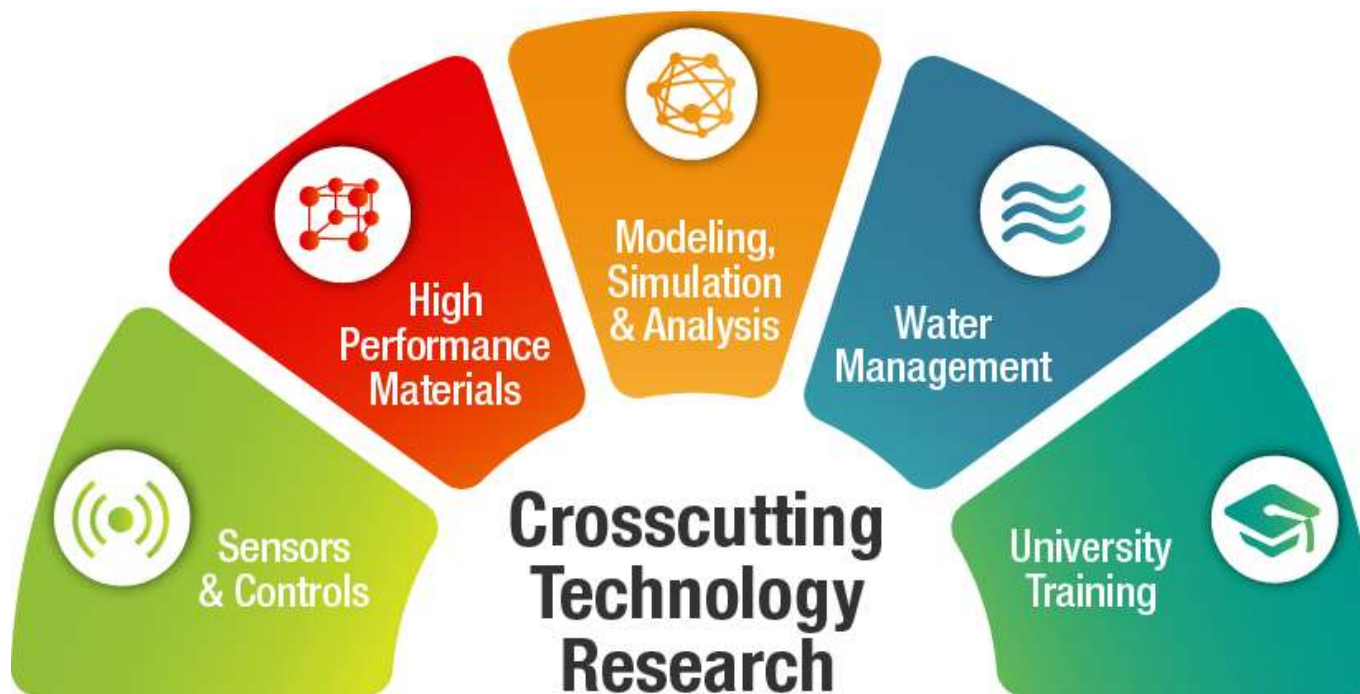 Sensors
& Controls
High
Performance
Materials
Modeling,
Simulation
& Analysis
Water
Management
University
Training
Crosscutting
Technology
Research